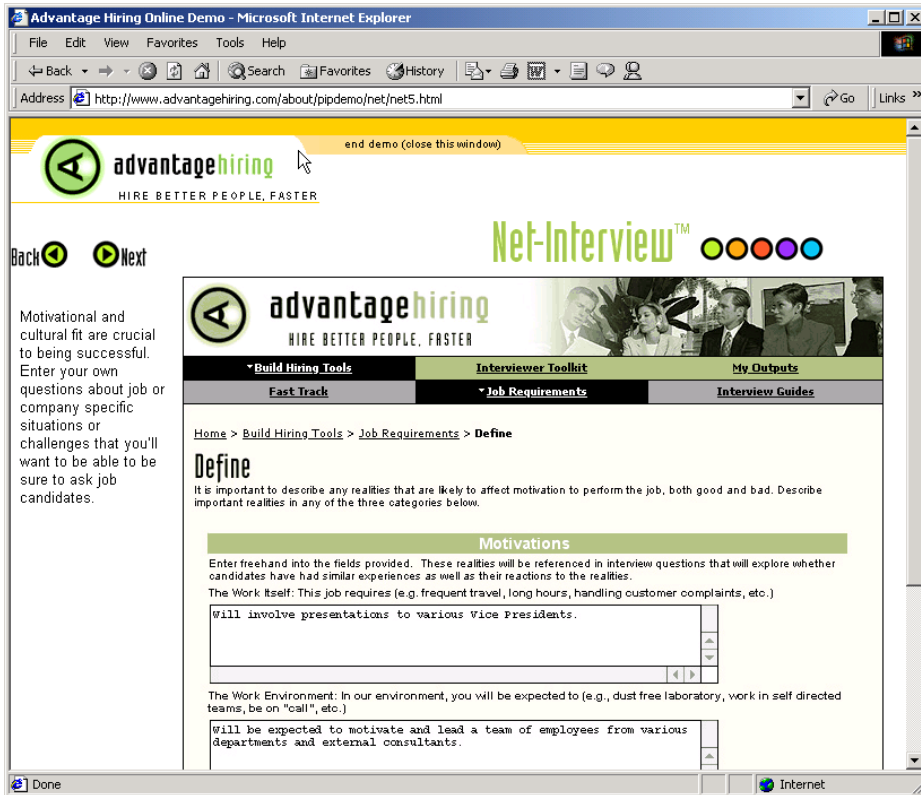 Advantage Hiring Online Demo - Microsoft Internet Explorer
File Edit View Favorites Tools Help
Back Search Favorites History
Address http://www.advantagehiring.com/about/pipdemo/net/net5.html Go Links »
end demo (close this window)
advantagehiring
HIRE BETTER PEOPLE, FASTER
Net-Interview™
Back Next
Motivational and
cultural fit are crucial
to being successful.
Enter your own
questions about job or
company specific
situations or
challenges that you'll
want to be able to be
sure to ask job
candidates.
advantagehiring
HIRE BETTER PEOPLE, FASTER
Build Hiring Tools Interviewer Toolkit My Outputs
Fast Track Job Requirements Interview Guides
Home > Build Hiring Tools > Job Requirements > Define
Define
It is important to describe any realities that are likely to affect motivation to perform the job, both good and bad. Describe
important realities in any of the three categories below.
Motivations
Enter freehand into the fields provided. These realities will be referenced in interview questions that will explore whether
candidates have had similar experiences as well as their reactions to the realities.
The Work Itself: This job requires (e.g. frequent travel, long hours, handling customer complaints, etc.)
Will involve presentations to various Vice Presidents.
The Work Environment: In our environment, you will be expected to (e.g., dust free laboratory, work in self directed
teams, be on "call", etc.)
Will be expected to motivate and lead a team of employees from various
departments and external consultants.
Done Internet